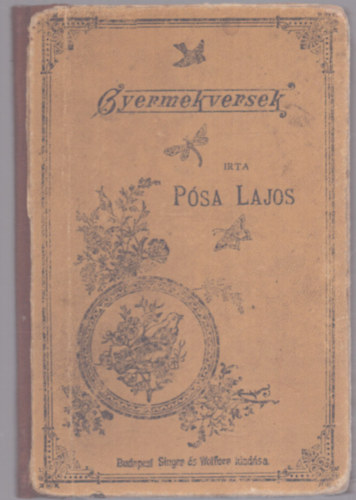 Gyermekversek
IRTA
PÓSA LAJOS
Budapest Singer és Wolfner kiadása.